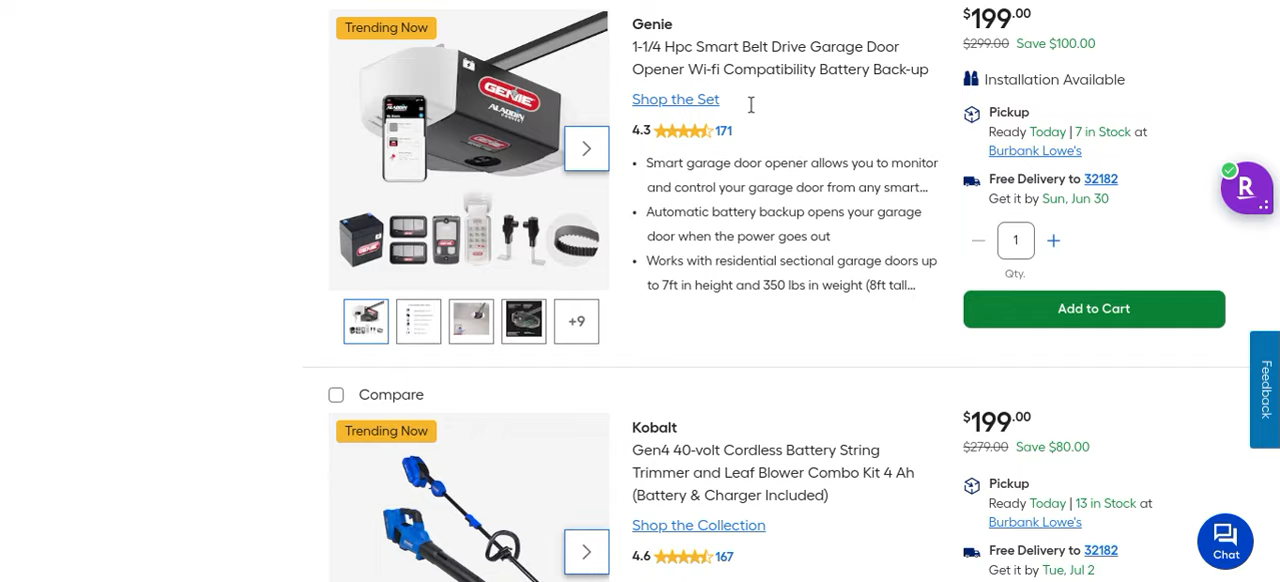 Trending Now
GENIE
ALADDIN
CONNECT
GENIE
+9
Genie
1-1/4 Hpc Smart Belt Drive Garage Door
Opener Wi-fi Compatibility Battery Back-up
Shop the Set
4.3 171
• Smart garage door opener allows you to monitor
and control your garage door from any smart...
• Automatic battery backup opens your garage
door when the power goes out
• Works with residential sectional garage doors up
to 7ft in height and 350 lbs in weight (8ft tall...
$199.00
$299.00 Save $100.00
Installation Available
Pickup
Ready Today | 7 in Stock at
Burbank Lowe's
Free Delivery to 32182
Get it by Sun, Jun 30
1
Qty.
Add to Cart
R
Feedback
Compare
Trending Now
Kobalt
Gen4 40-volt Cordless Battery String
Trimmer and Leaf Blower Combo Kit 4 Ah
(Battery & Charger Included)
Shop the Collection
4.6 167
$199.00
$279.00 Save $80.00
Pickup
Ready Today | 13 in Stock at
Burbank Lowe's
Free Delivery to 32182
Get it by Tue, Jul 2
Chat